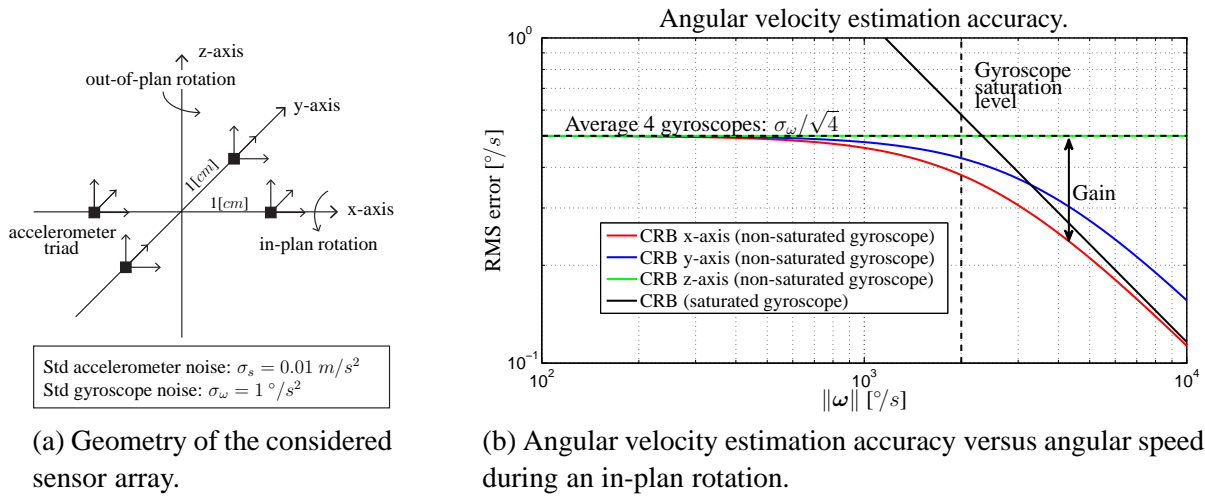 z-axis
out-of-plan rotation
y-axis
1[cm]
1[cm]
x-axis
accelerometer
triad
in-plan rotation
Std accelerometer noise: σₛ = 0.01 m/s²
Std gyroscope noise: σ_ω = 1 °/s²
(a) Geometry of the considered
sensor array.
Angular velocity estimation accuracy.
10⁰
Gyroscope
saturation
level
Average 4 gyroscopes: σ_ω/√4
RMS error [°/s]
Gain
CRB x-axis (non-saturated gyroscope)
CRB y-axis (non-saturated gyroscope)
CRB z-axis (non-saturated gyroscope)
CRB (saturated gyroscope)
10⁻¹
10² 10³ 10⁴
‖ω‖ [°/s]
(b) Angular velocity estimation accuracy versus angular speed
during an in-plan rotation.